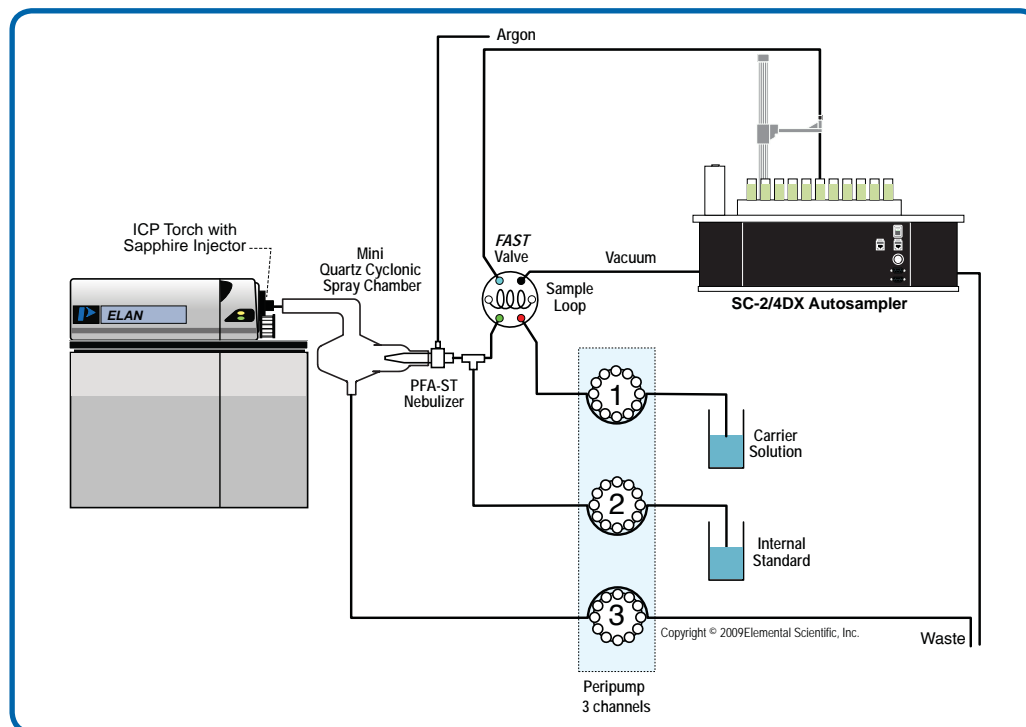 Argon
ICP Torch with
Sapphire Injector
Mini
Quartz Cyclonic
Spray Chamber
FAST
Valve
Vacuum
Sample
Loop
SC-2/4DX Autosampler
ELAN
PFA-ST
Nebulizer
1
Carrier
Solution
2
Internal
Standard
3
Copyright © 2009Elemental Scientific, Inc.
Waste
Peripump
3 channels